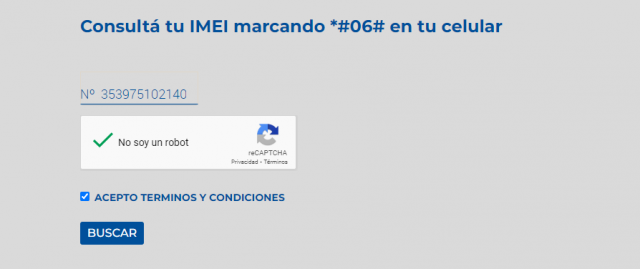 Consultá tu IMEI marcando *#06# en tu celular
Nº 353975102140
No soy un robot
reCAPTCHA
Privacidad - Términos
ACEPTO TERMINOS Y CONDICIONES
BUSCAR